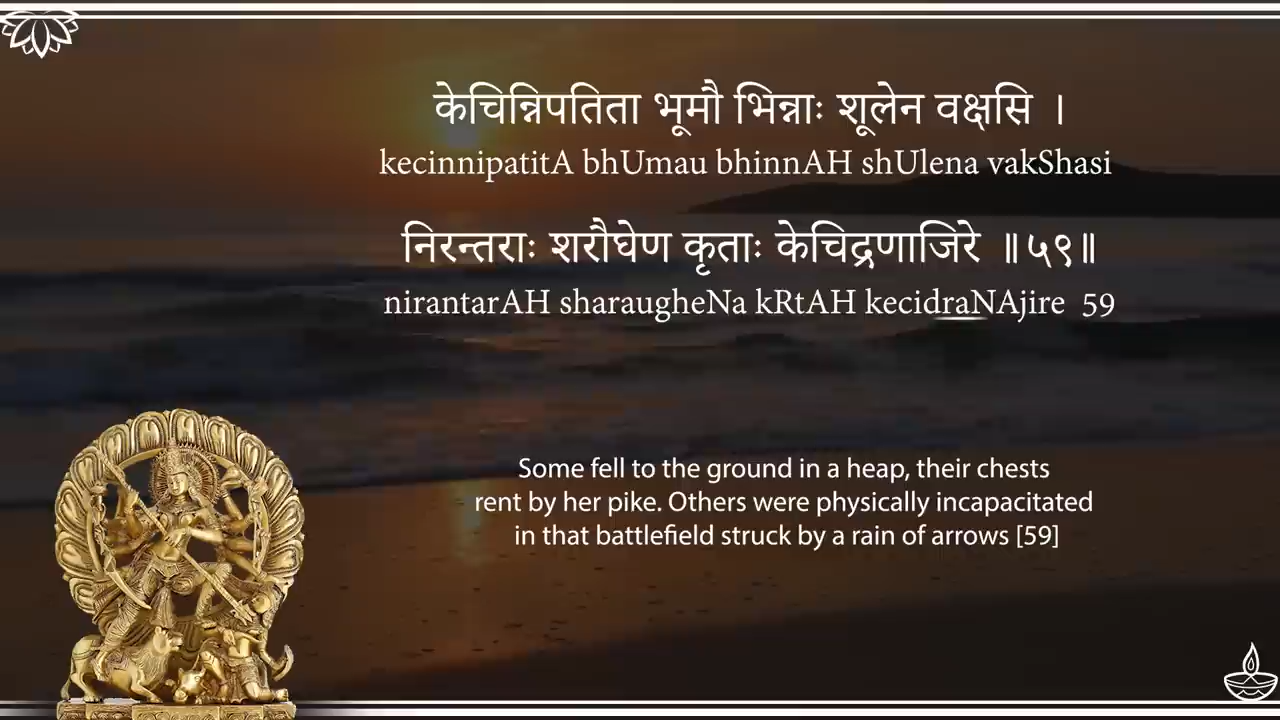 केचिन्निपतिता भूमौ भिन्नाः शूलेन वक्षसि ।
kecinnipatitA bhUmau bhinnAH shUlena vakShasi
निरन्तराः शरौघेण कृताः केचिद्रणाजिरे ॥५९॥
nirantarAH sharaugheNa kRtAH kecidraNAjire 59
Some fell to the ground in a heap, their chests
rent by her pike. Others were physically incapacitated
in that battlefield struck by a rain of arrows [59]